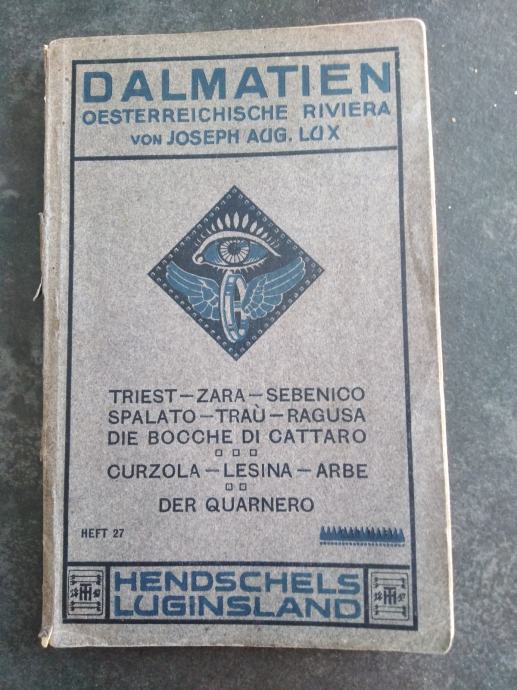 DALMATIEN
OESTERREICHISCHE RIVIERA
VON JOSEPH AUG. LUX
TRIEST – ZARA – SEBENICO
SPALATO – TRAÙ – RAGUSA
DIE BOCCHE DI CATTARO
CURZOLA – LESINA – ARBE
DER QUARNERO
HEFT 27
HENDSCHELS
LUGINSLAND